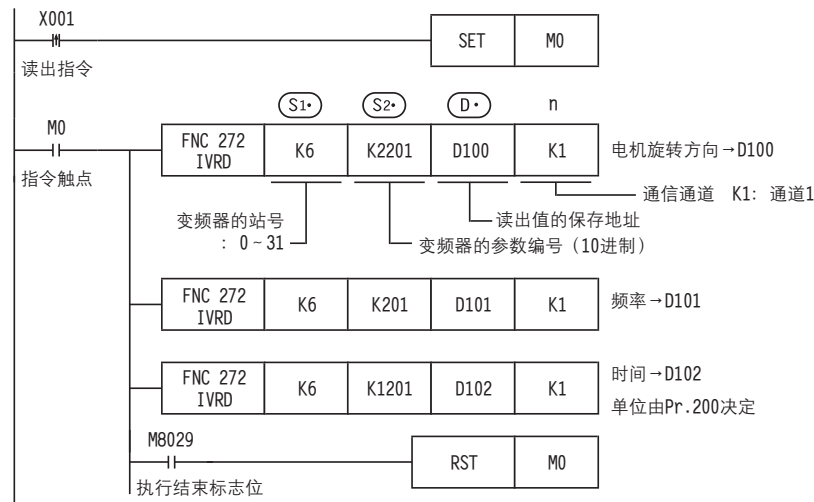 X001
SET M0
读出指令
S1• S2• D• n
M0
FNC 272
IVRD
K6 K2201 D100 K1
电机旋转方向→D100
指令触点
通信通道 K1: 通道1
读出值的保存地址
变频器的站号
: 0~31
变频器的参数编号（10进制）
FNC 272
IVRD
K6 K201 D101 K1
频率→D101
FNC 272
IVRD
K6 K1201 D102 K1
时间→D102
单位由Pr.200决定
M8029
RST M0
执行结束标志位